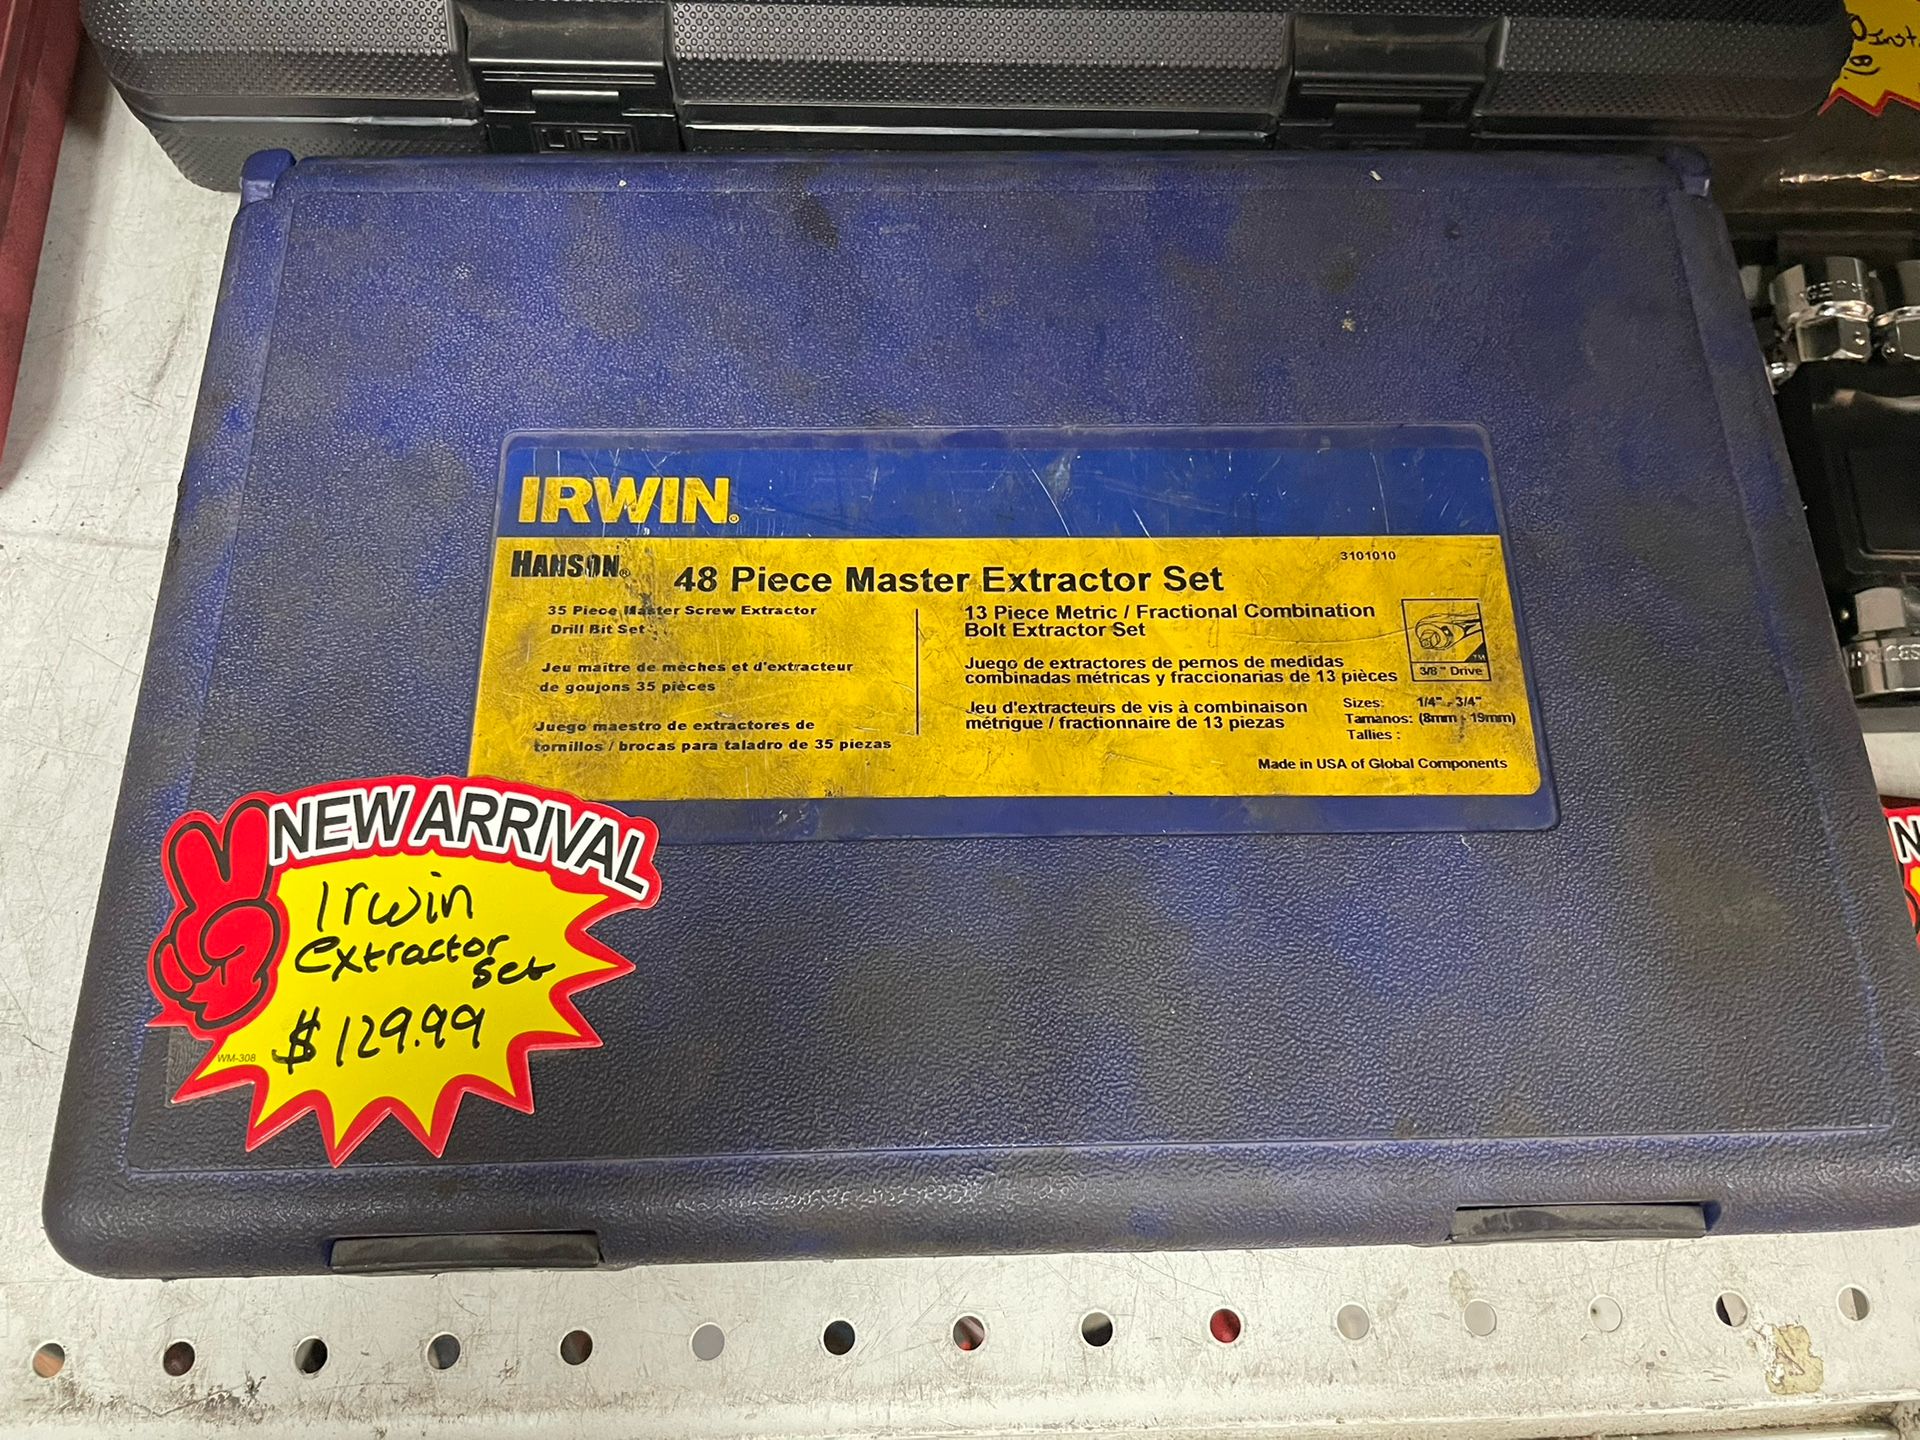 LIFT
IRWIN®
HANSON®
48 Piece Master Extractor Set
3101010
35 Piece Master Screw Extractor
Drill Bit Set
Jeu maître de mèches et d'extracteur
de goujons 35 pièces
Juego maestro de extractores de
tornillos / brocas para taladro de 35 piezas
13 Piece Metric / Fractional Combination
Bolt Extractor Set
Juego de extractores de pernos de medidas
combinadas métricas y fraccionarias de 13 pièces
Jeu d'extracteurs de vis à combinaison
métrigue / fractionnaire de 13 piezas
TM
3/8" Drive
Sizes: 1/4" - 3/4"
Tamanos: (8mm - 19mm)
Tallies :
Made in USA of Global Components
NEW ARRIVAL
Irwin
extractor
set
$129.99
WM-308